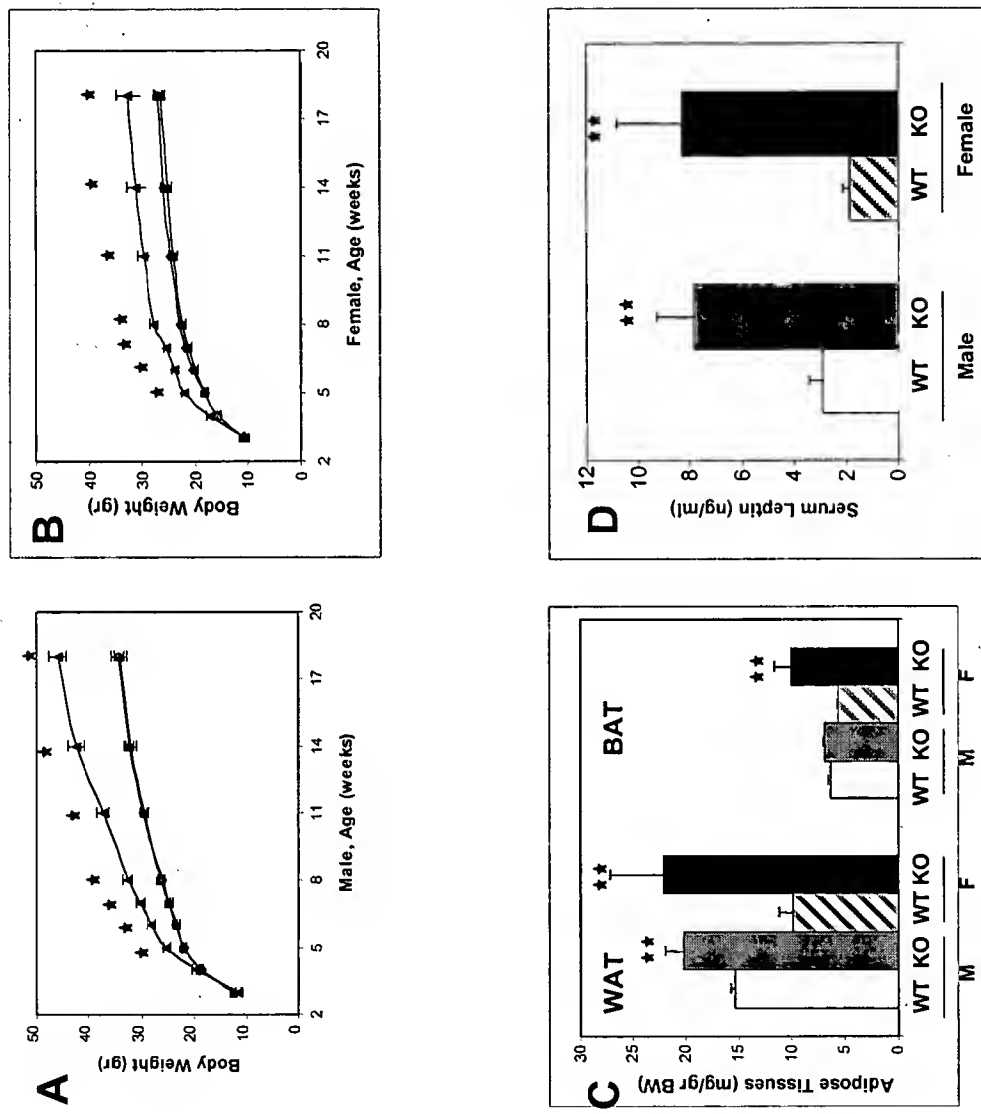 A
50
40
30
20
10
0
Body Weight (gr)
2 5 8 11 14 17 20
Male, Age (weeks)
B
50
40
30
20
10
0
Body Weight (gr)
2 5 8 11 14 17 20
Female, Age (weeks)
C
30
25
20
15
10
5
0
Adipose Tissues (mg/gr BW)
WAT
BAT
WT KO WT KO WT KO WT KO
M F M F
D
12
10
8
6
4
2
0
Serum Leptin (ng/ml)
WT KO WT KO
Male Female